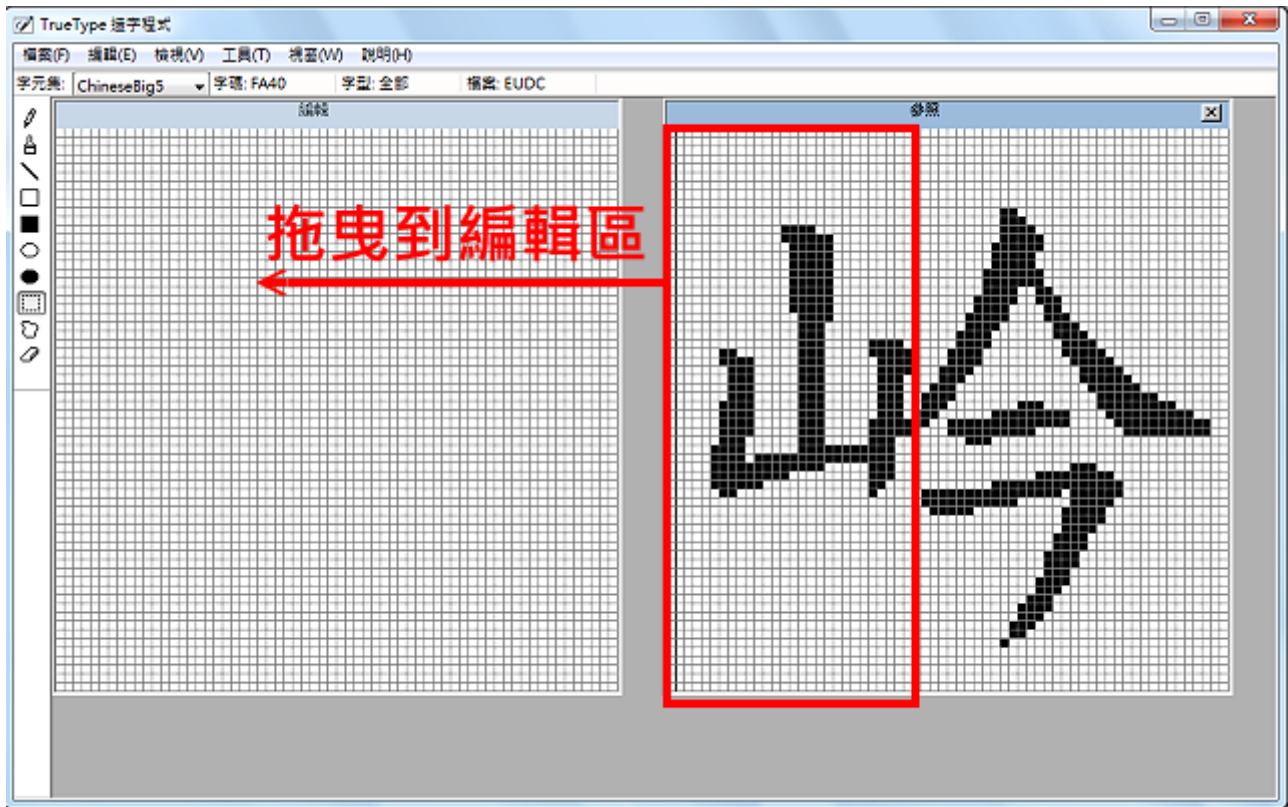 TrueType 造字程式
檔案(F) 編輯(E) 檢視(V) 工具(T) 視窗(W) 說明(H)
字元集: ChineseBig5 字碼: FA40 字型: 全部 檔案: EUDC
編輯
參照
拖曳到編輯區
岭